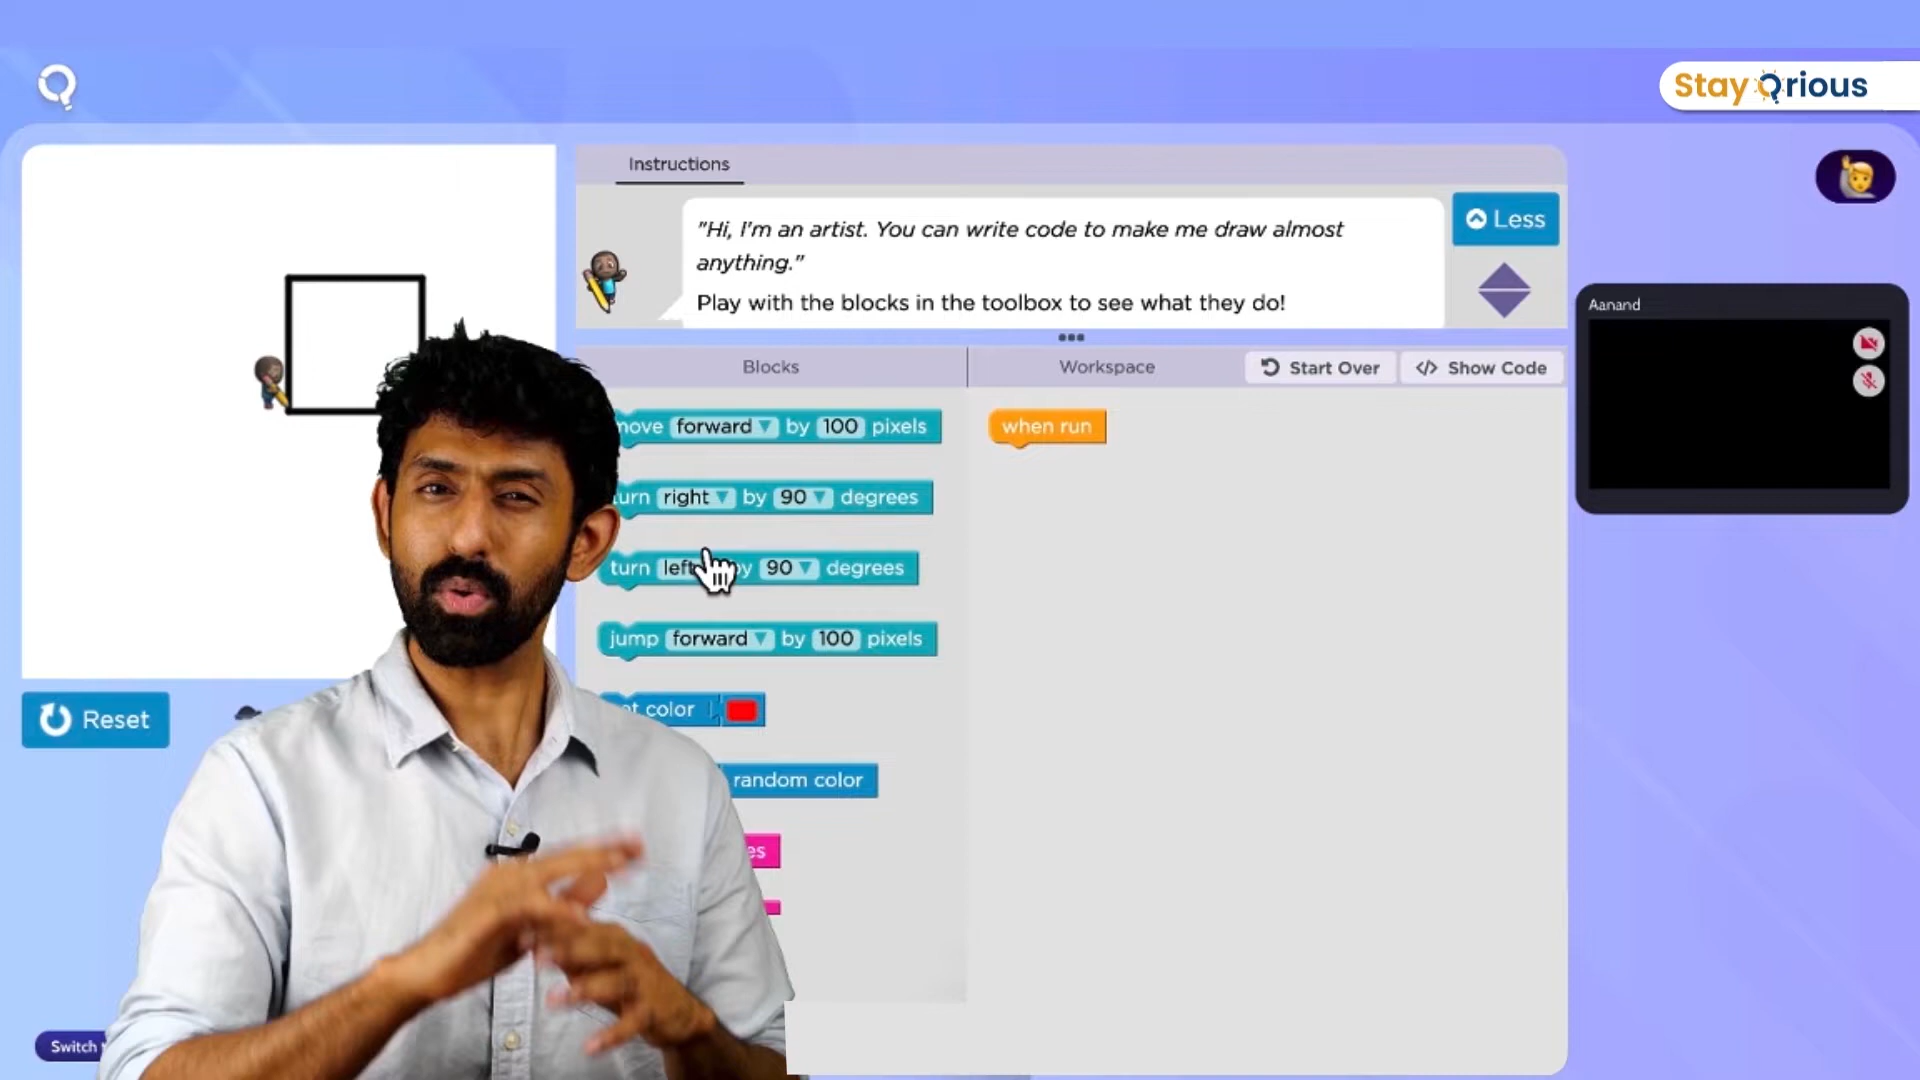 Stay Qrious
Instructions
"Hi, I'm an artist. You can write code to make me draw almost
anything."
Play with the blocks in the toolbox to see what they do!
Less
Aanand
Blocks
Workspace
Start Over
</> Show Code
move forward by 100 pixels
when run
turn right by 90 degrees
turn left by 90 degrees
jump forward by 100 pixels
color
random color
Reset
Switch